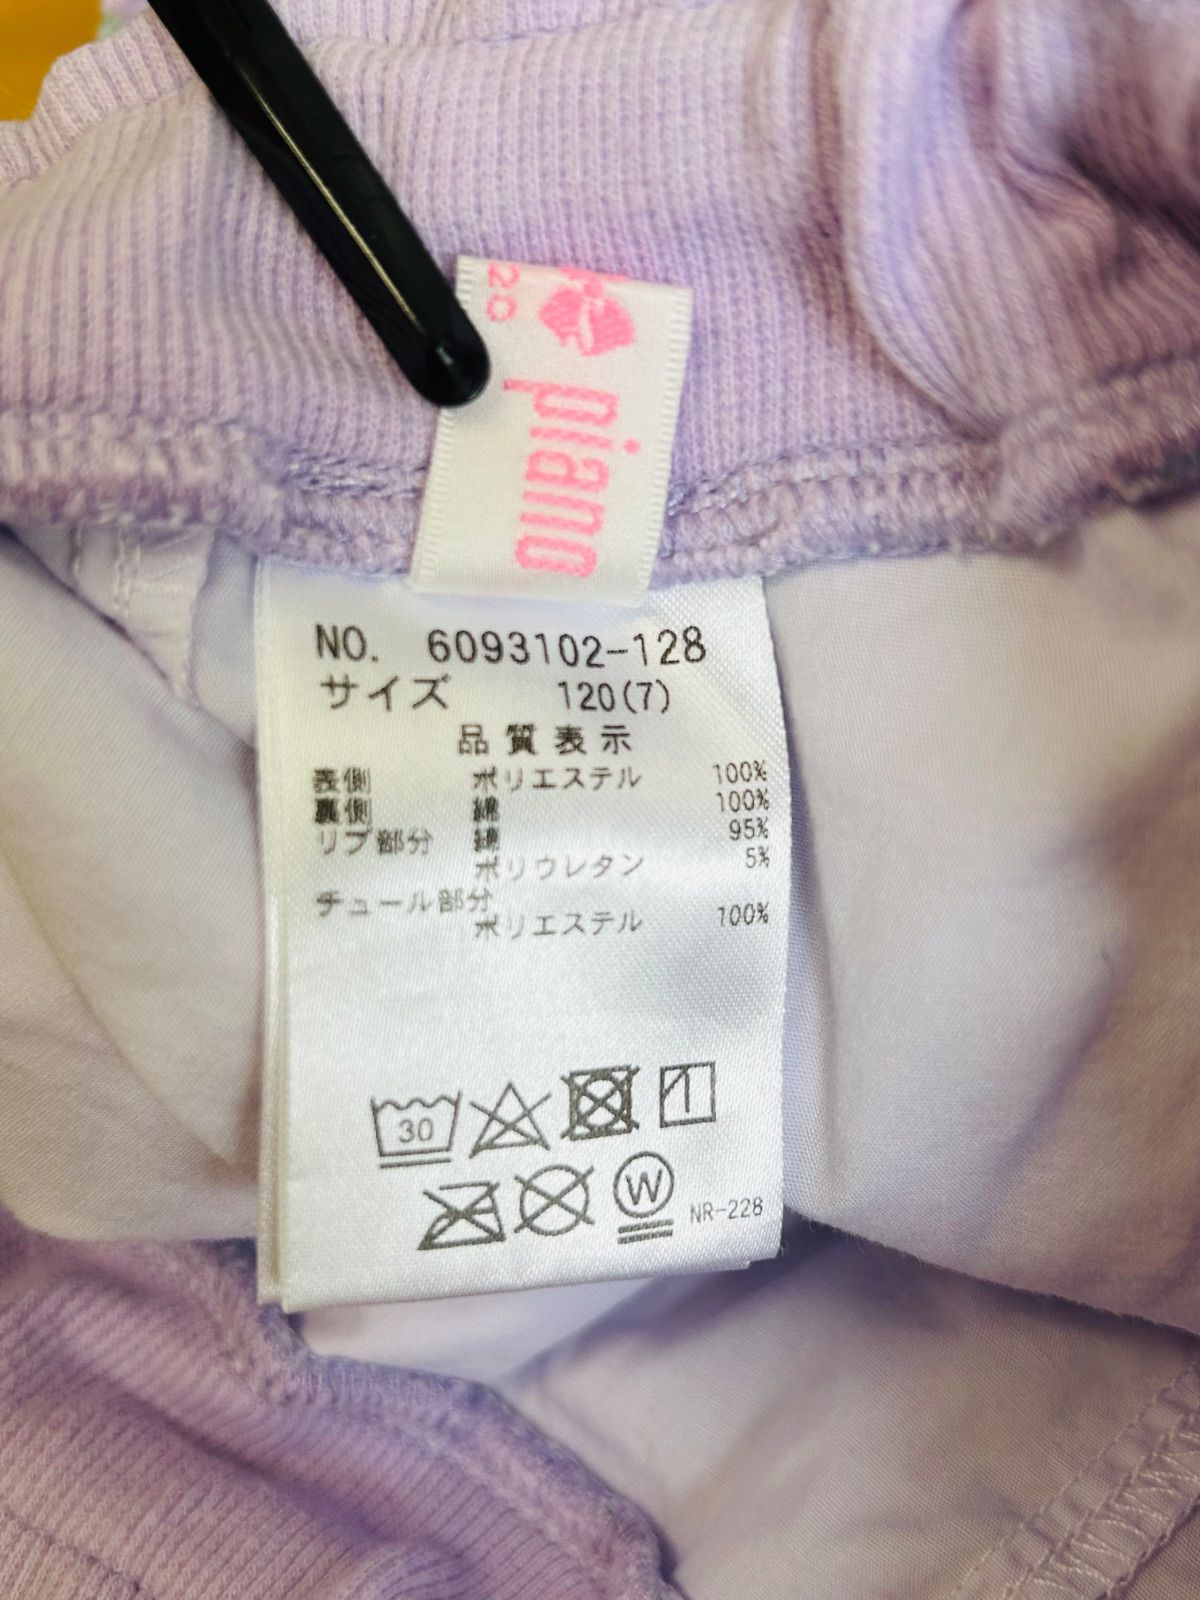 20
piano
NO. 6093102-128
サイズ 120(7)
品質表示
表側 ポリエステル 100%
裏側 綿 100%
リブ部分 綿 95%
ポリウレタン 5%
チュール部分
ポリエステル 100%
30
W
NR-228